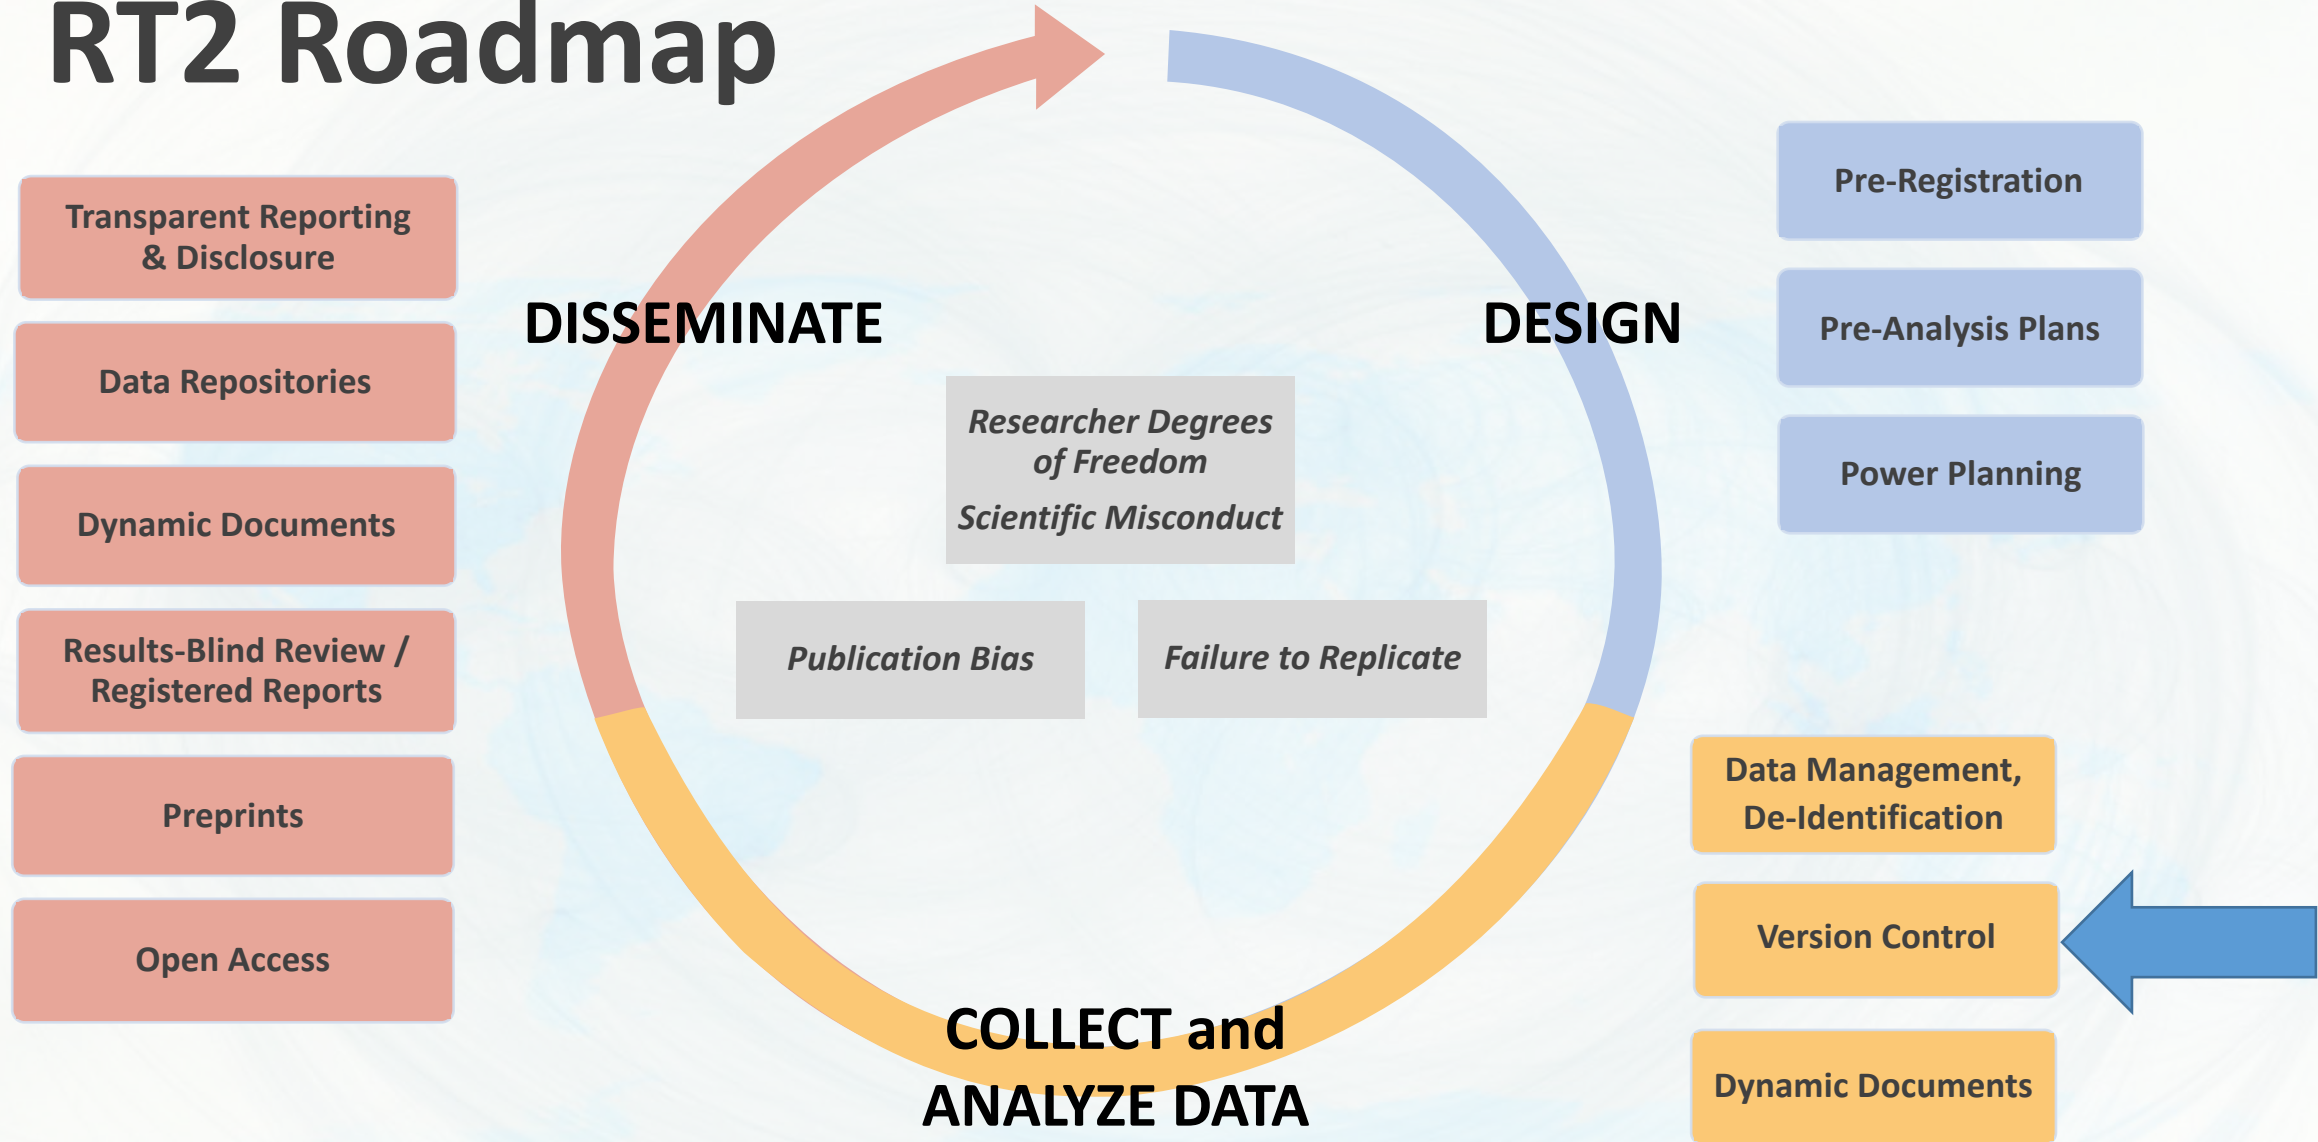 RT2 Roadmap
Transparent Reporting
& Disclosure
Data Repositories
Dynamic Documents
Results-Blind Review /
Registered Reports
Preprints
Open Access
DISSEMINATE
DESIGN
Researcher Degrees
of Freedom
Scientific Misconduct
Publication Bias
Failure to Replicate
COLLECT and
ANALYZE DATA
Pre-Registration
Pre-Analysis Plans
Power Planning
Data Management,
De-Identification
Version Control
Dynamic Documents